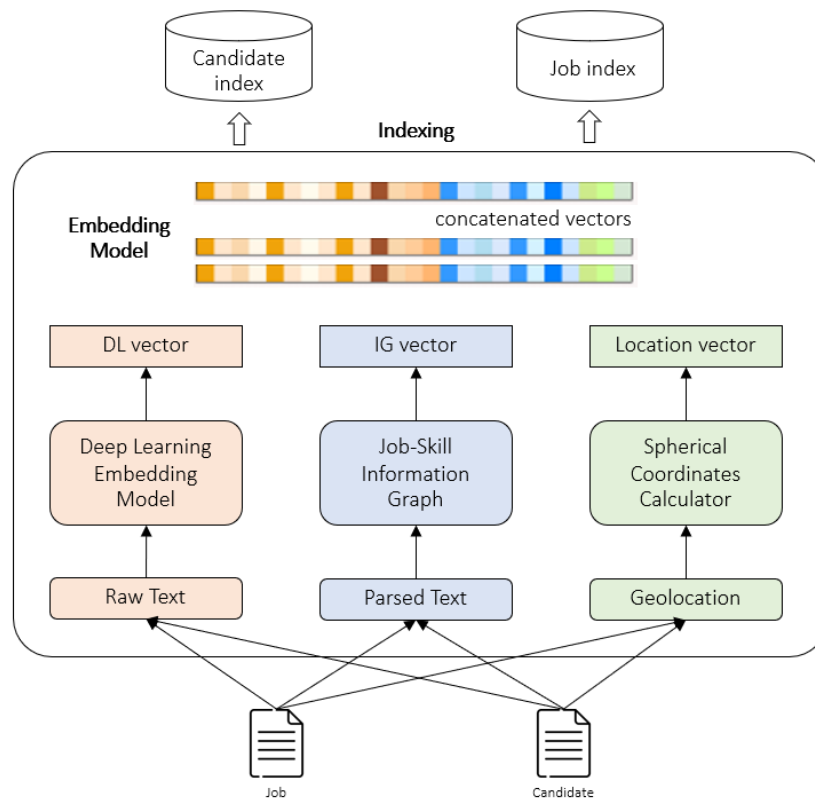 Candidate
index
Job index
Indexing
concatenated vectors
Embedding
Model
DL vector
IG vector
Location vector
Deep Learning
Embedding
Model
Job-Skill
Information
Graph
Spherical
Coordinates
Calculator
Raw Text
Parsed Text
Geolocation
Job
Candidate